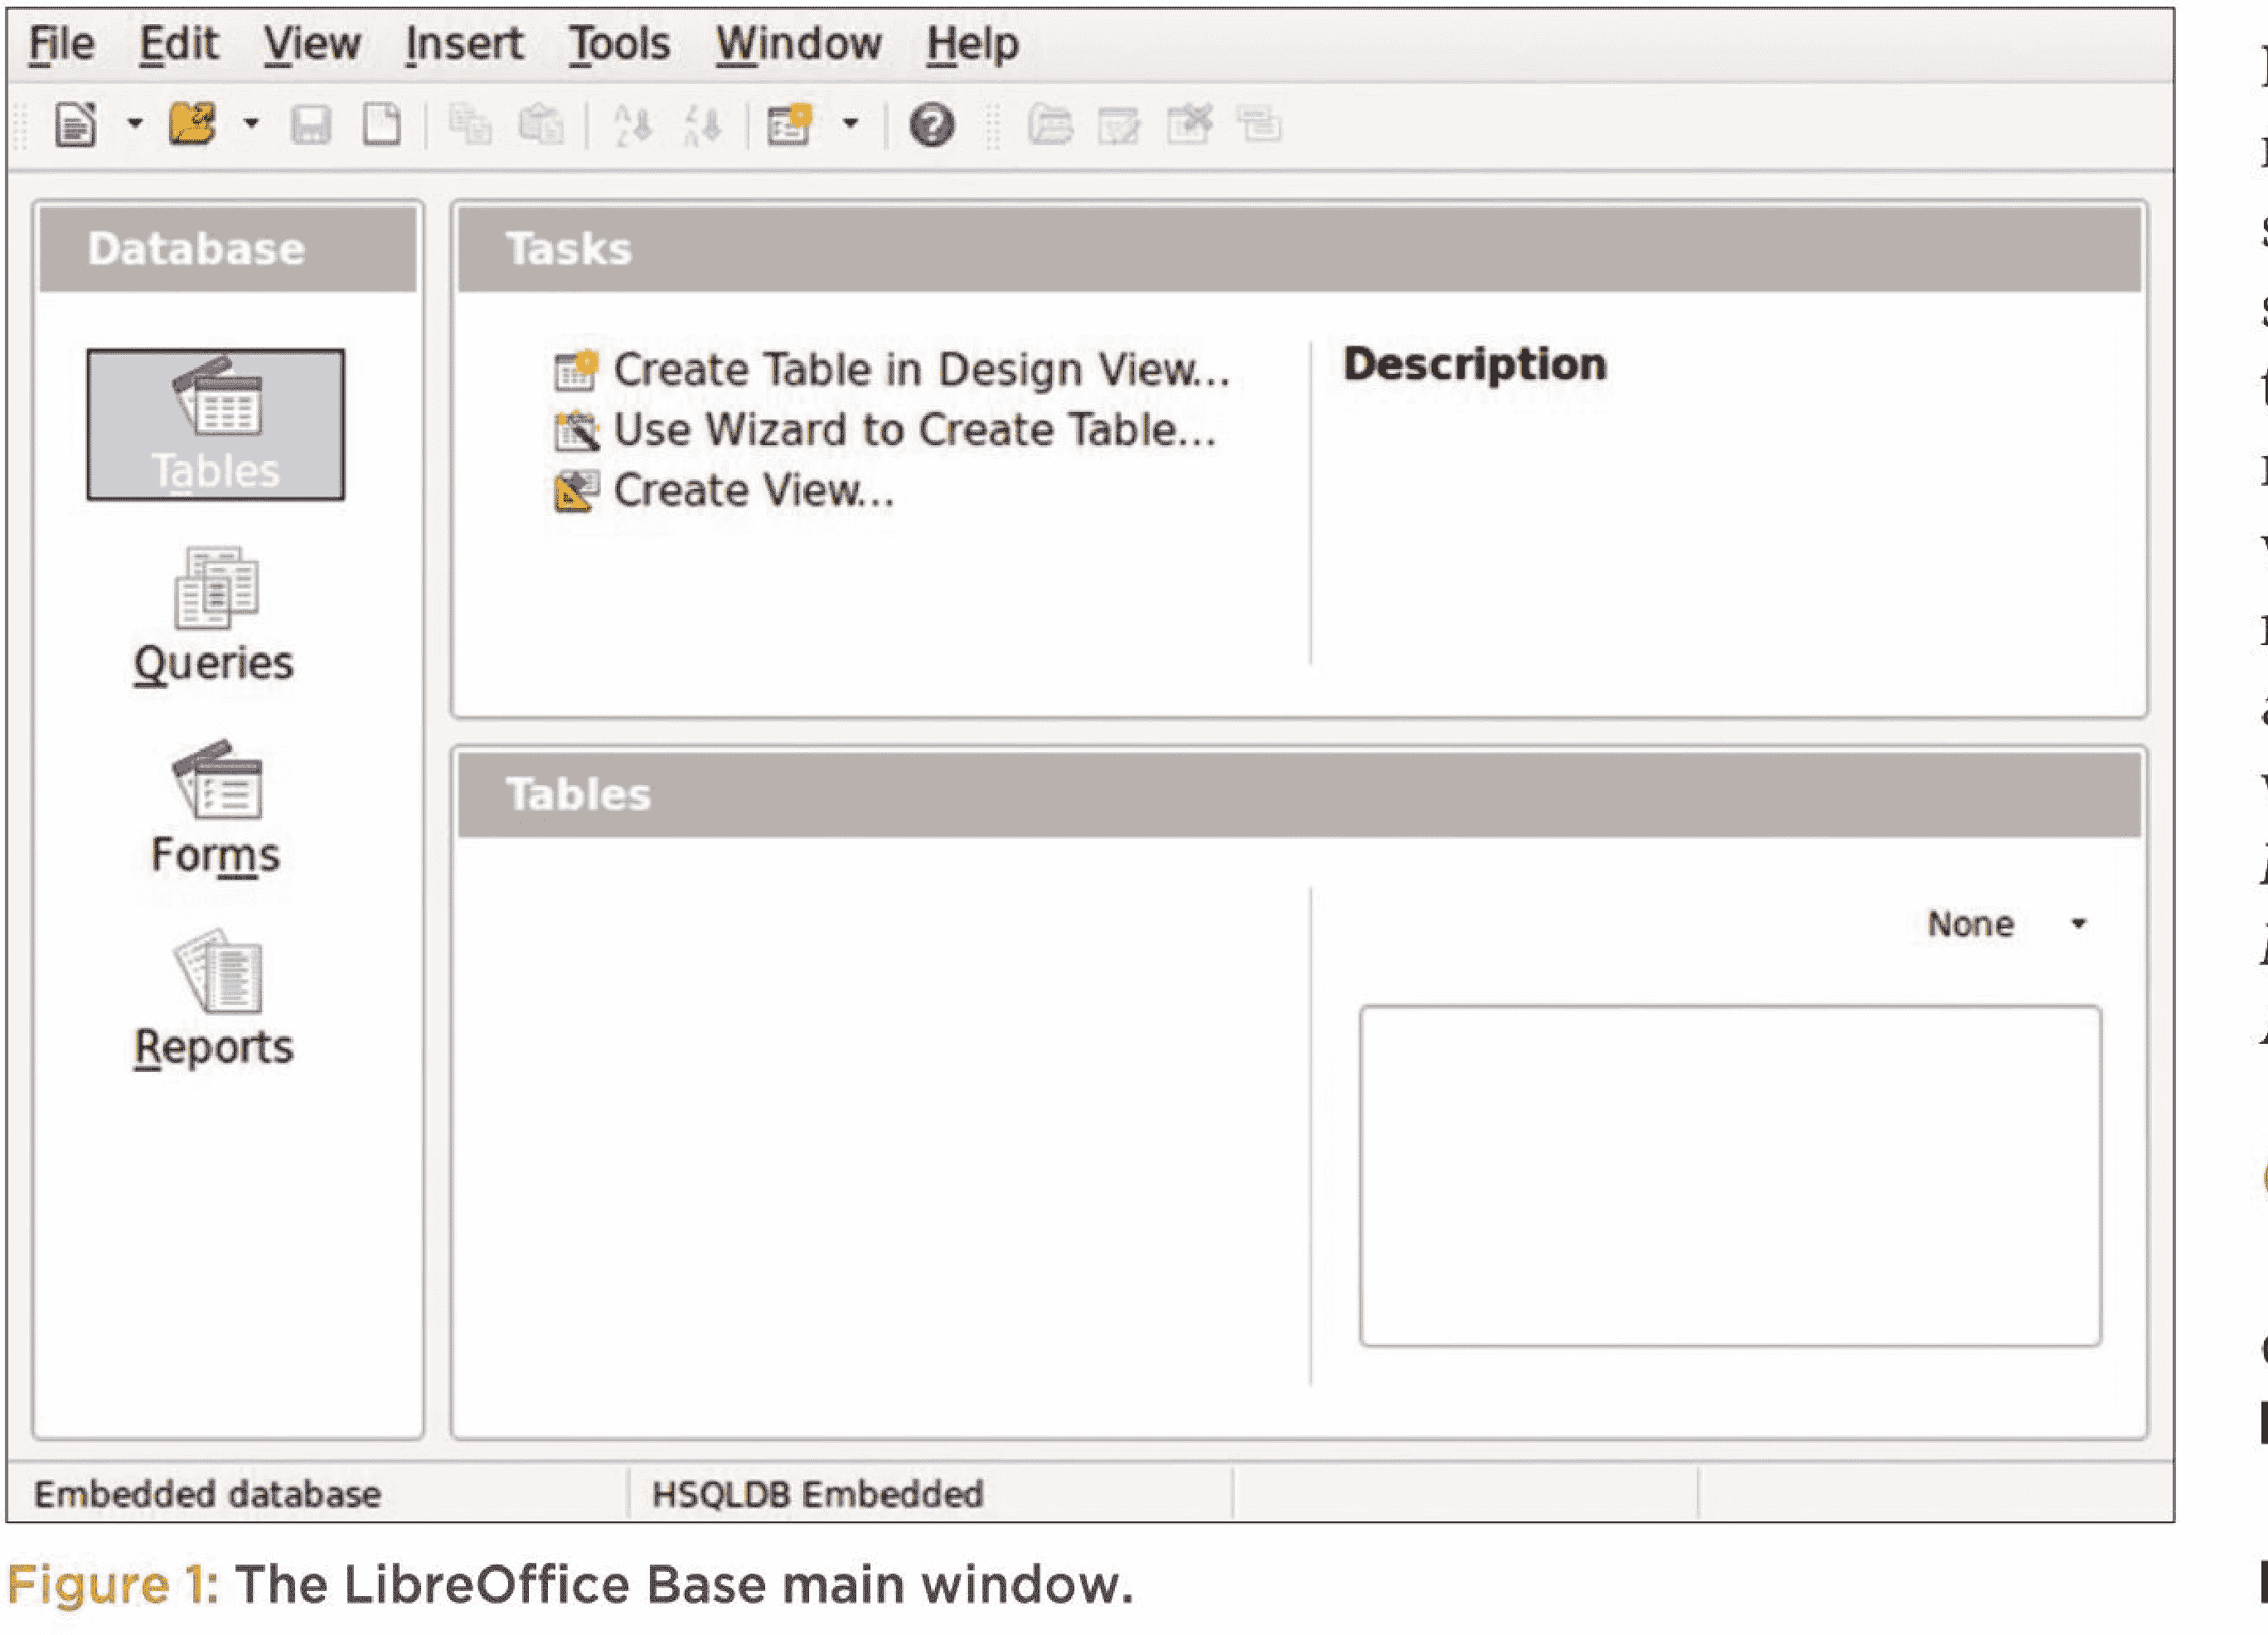 File Edit View Insert Tools Window Help
Database
Tables
Queries
Forms
Reports
Tasks
Create Table in Design View...
Use Wizard to Create Table...
Create View...
Description
Tables
None
Embedded database HSQLDB Embedded
Figure 1: The LibreOffice Base main window.